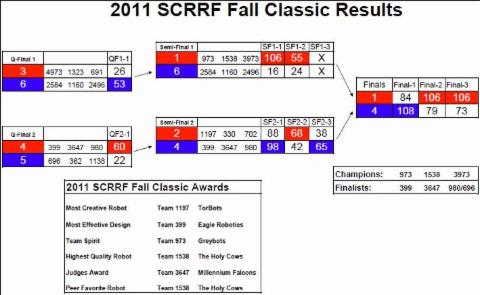 2011 SCRRF Fall Classic Results
Q-Final 1 QF1-1
3 4973 1323 691 26
6 2584 1160 2496 53
Semi-Final 1 SF1-1 SF1-2 SF1-3
1 973 1538 3973 106 55 X
6 2584 1160 2496 16 24 X
Finals Final-1 Final-2 Final-3
1 84 106 106
4 108 79 73
Q-Final 2 QF2-1
4 399 3647 980 60
5 696 362 1138 22
Semi-Final 2 SF2-1 SF2-2 SF2-3
2 1197 330 702 88 68 38
4 399 3647 980 98 42 65
Champions: 973 1538 3973
Finalists: 399 3647 980/696
2011 SCRRF Fall Classic Awards
Most Creative Robot Team 1197 TorBots
Most Effective Design Team 399 Eagle Robotics
Team Spirit Team 973 Greybots
Highest Quality Robot Team 1538 The Holy Cows
Judges Award Team 3647 Millennium Falcons
Peer Favorite Robot Team 1538 The Holy Cows